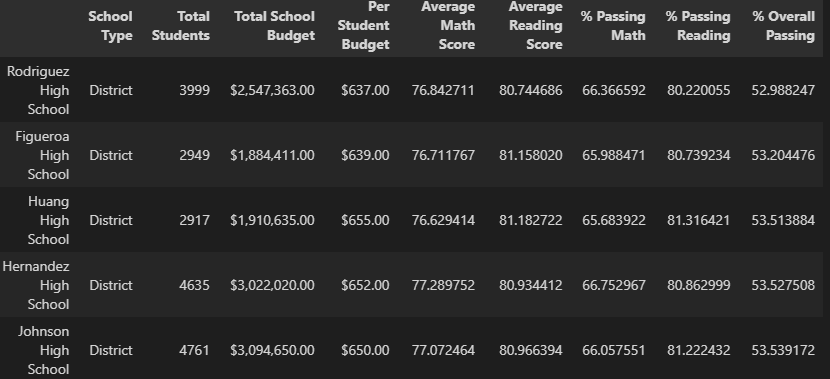 School Type Total Students Total School Budget Per Student Budget Average Math Score Average Reading Score % Passing Math % Passing Reading % Overall Passing
Rodriguez High School District 3999 $2,547,363.00 $637.00 76.842711 80.744686 66.366592 80.220055 52.988247
Figueroa High School District 2949 $1,884,411.00 $639.00 76.711767 81.158020 65.988471 80.739234 53.204476
Huang High School District 2917 $1,910,635.00 $655.00 76.629414 81.182722 65.683922 81.316421 53.513884
Hernandez High School District 4635 $3,022,020.00 $652.00 77.289752 80.934412 66.752967 80.862999 53.527508
Johnson High School District 4761 $3,094,650.00 $650.00 77.072464 80.966394 66.057551 81.222432 53.539172